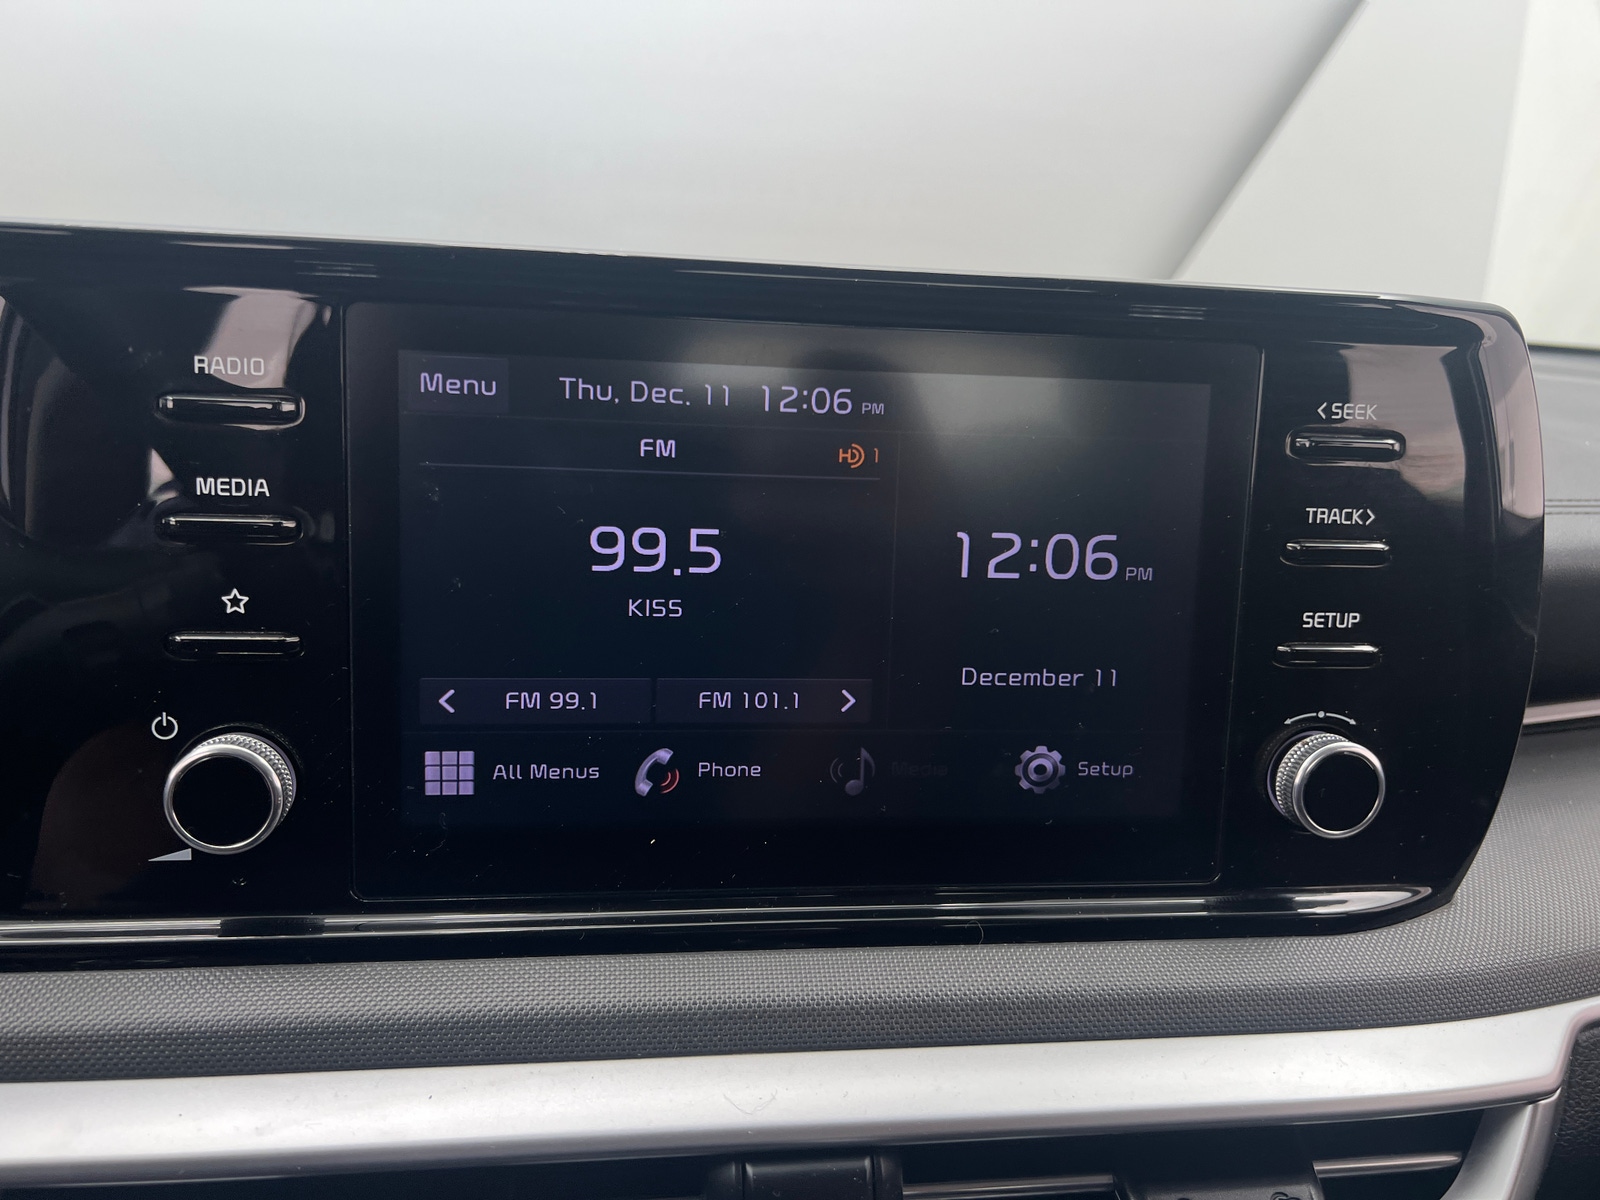 RADIO
MEDIA
Menu
Thu, Dec. 11 12:06 PM
FM
HD 1
99.5
KISS
FM 99.1
FM 101.1
12:06 PM
December 11
All Menus
Phone
Media
Setup
<SEEK
TRACK>
SETUP